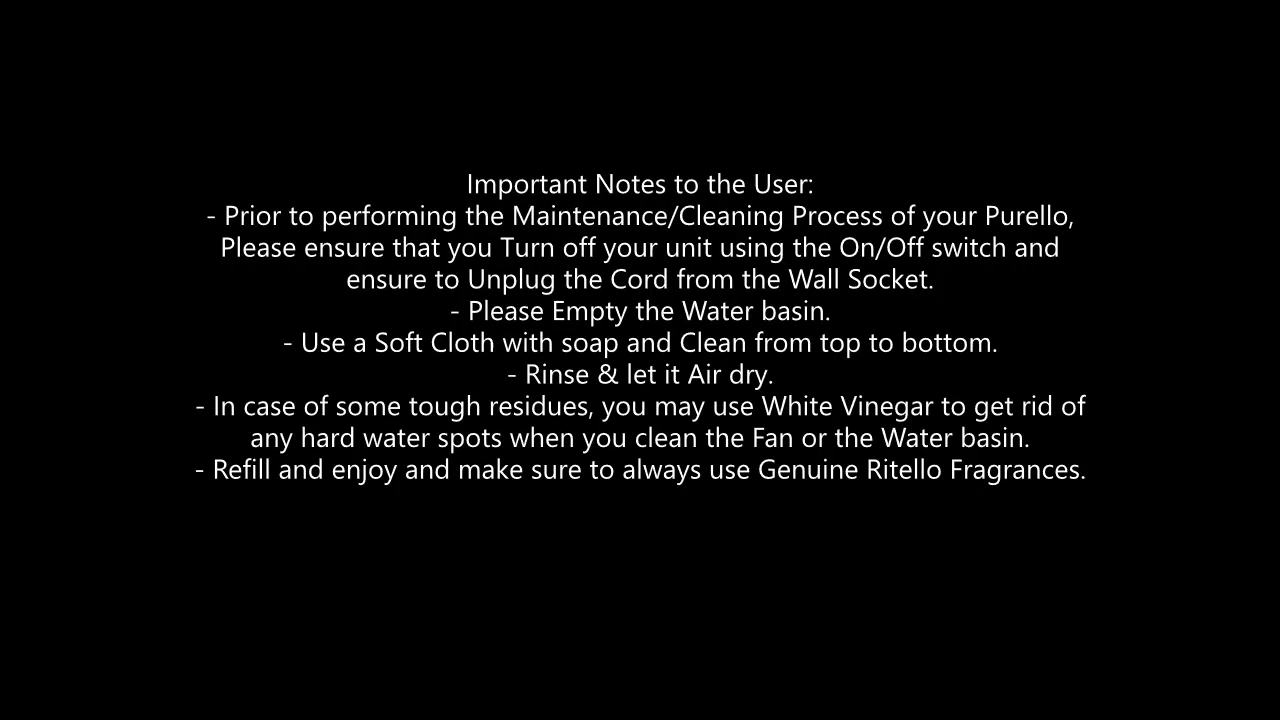 Important Notes to the User:
- Prior to performing the Maintenance/Cleaning Process of your Purello,
Please ensure that you Turn off your unit using the On/Off switch and
ensure to Unplug the Cord from the Wall Socket.
- Please Empty the Water basin.
- Use a Soft Cloth with soap and Clean from top to bottom.
- Rinse & let it Air dry.
- In case of some tough residues, you may use White Vinegar to get rid of
any hard water spots when you clean the Fan or the Water basin.
- Refill and enjoy and make sure to always use Genuine Ritello Fragrances.